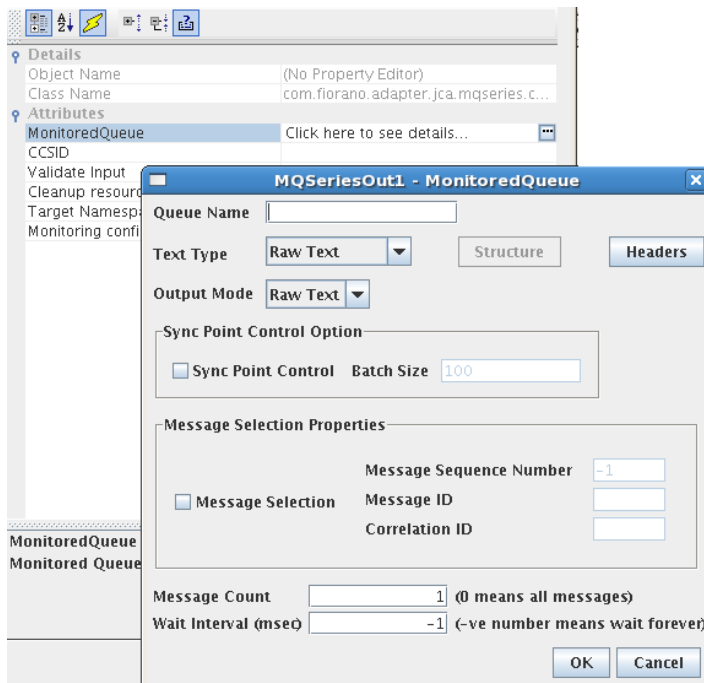 Details
Object Name (No Property Editor)
Class Name com.fiorano.adapter.jca.mqseries.c...
Attributes
MonitoredQueue Click here to see details...
CCSID
Validate Input
Cleanup resourc
Target Namesp
Monitoring confi
MQSeriesOut1 - MonitoredQueue
Queue Name
Text Type Raw Text Structure Headers
Output Mode Raw Text
Sync Point Control Option
Sync Point Control Batch Size 100
Message Selection Properties
Message Sequence Number -1
Message Selection Message ID
Correlation ID
MonitoredQueue
Monitored Queue
Message Count 1 (0 means all messages)
Wait Interval (msec) -1 (-ve number means wait forever)
OK Cancel